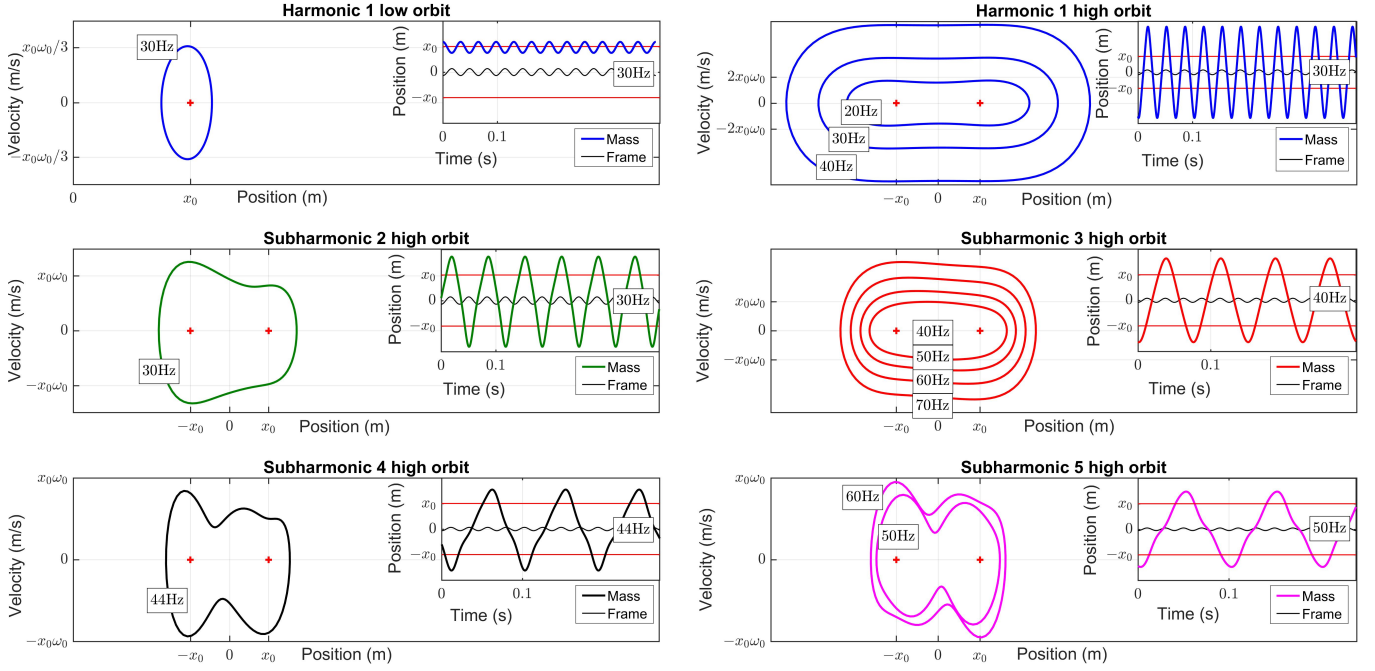 Harmonic 1 low orbit
Velocity (m/s)
x₀ω₀/3
0
−x₀ω₀/3
30Hz
0
x₀
Position (m)
Position (m)
x₀
0
−x₀
30Hz
0
0.1
Time (s)
Mass
Frame
Harmonic 1 high orbit
Velocity (m/s)
2x₀ω₀
0
−2x₀ω₀
20Hz
30Hz
40Hz
−x₀
0
x₀
Position (m)
Position (m)
x₀
0
−x₀
30Hz
0
0.1
Time (s)
Mass
Frame
Subharmonic 2 high orbit
Velocity (m/s)
x₀ω₀
0
−x₀ω₀
30Hz
−x₀
0
x₀
Position (m)
Position (m)
x₀
0
−x₀
30Hz
0
0.1
Time (s)
Mass
Frame
Subharmonic 3 high orbit
Velocity (m/s)
x₀ω₀
0
−x₀ω₀
40Hz
50Hz
60Hz
70Hz
−x₀
0
x₀
Position (m)
Position (m)
x₀
0
−x₀
40Hz
0
0.1
Time (s)
Mass
Frame
Subharmonic 4 high orbit
Velocity (m/s)
x₀ω₀
0
−x₀ω₀
44Hz
−x₀
0
x₀
Position (m)
Position (m)
x₀
0
−x₀
44Hz
0
0.1
Time (s)
Mass
Frame
Subharmonic 5 high orbit
Velocity (m/s)
x₀ω₀
0
−x₀ω₀
60Hz
50Hz
−x₀
0
x₀
Position (m)
Position (m)
x₀
0
−x₀
50Hz
0
0.1
Time (s)
Mass
Frame